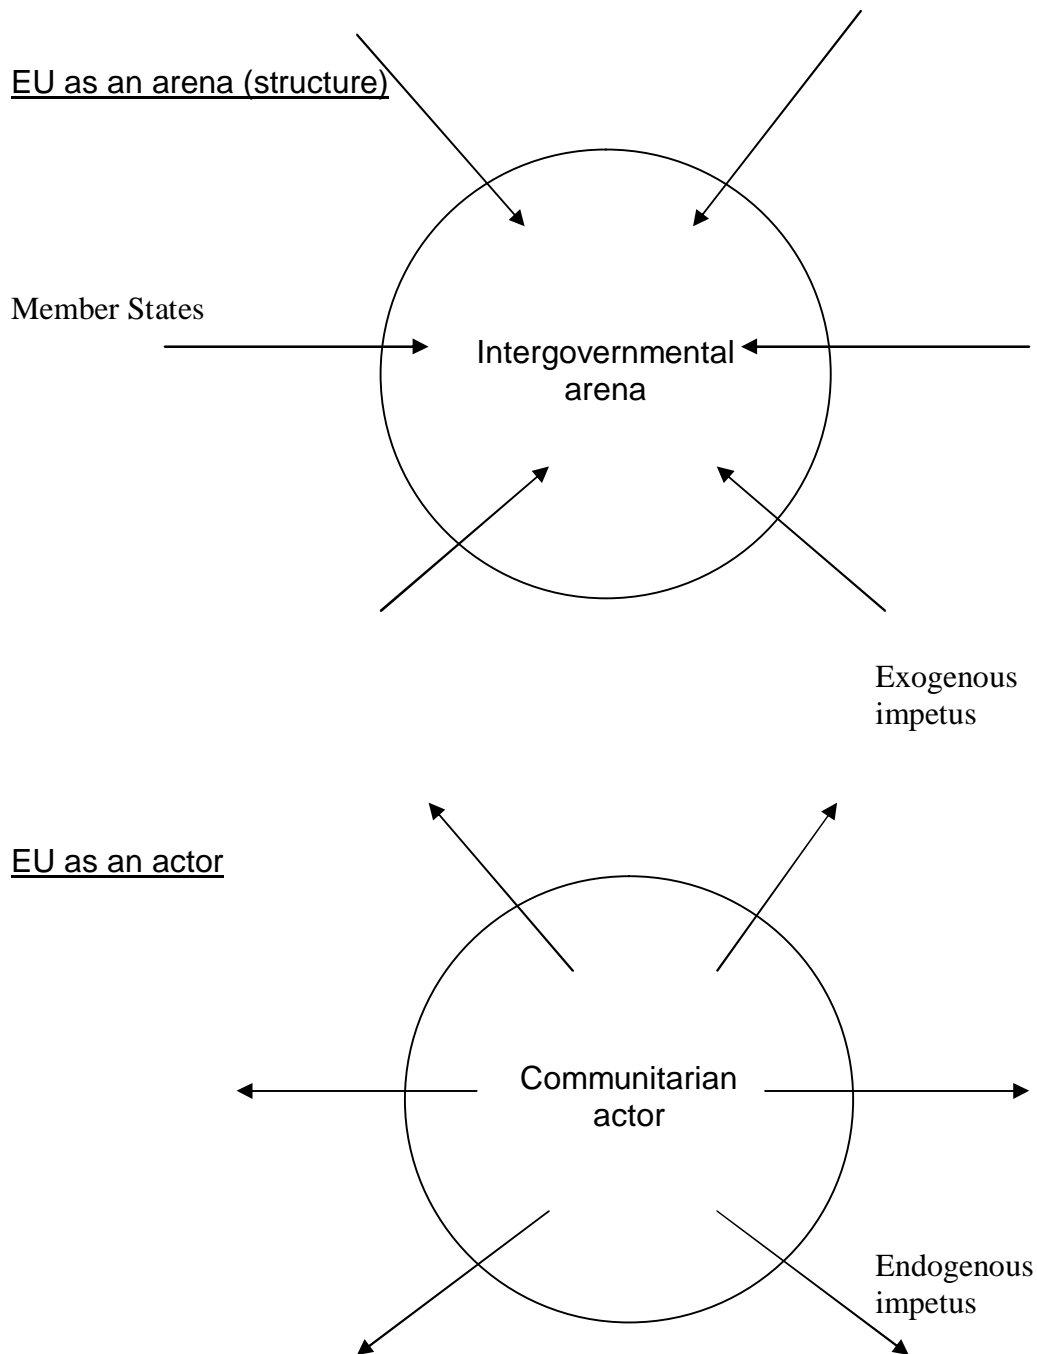 EU as an arena (structure)
Member States
Intergovernmental
arena
Exogenous
impetus
EU as an actor
Communitarian
actor
Endogenous
impetus